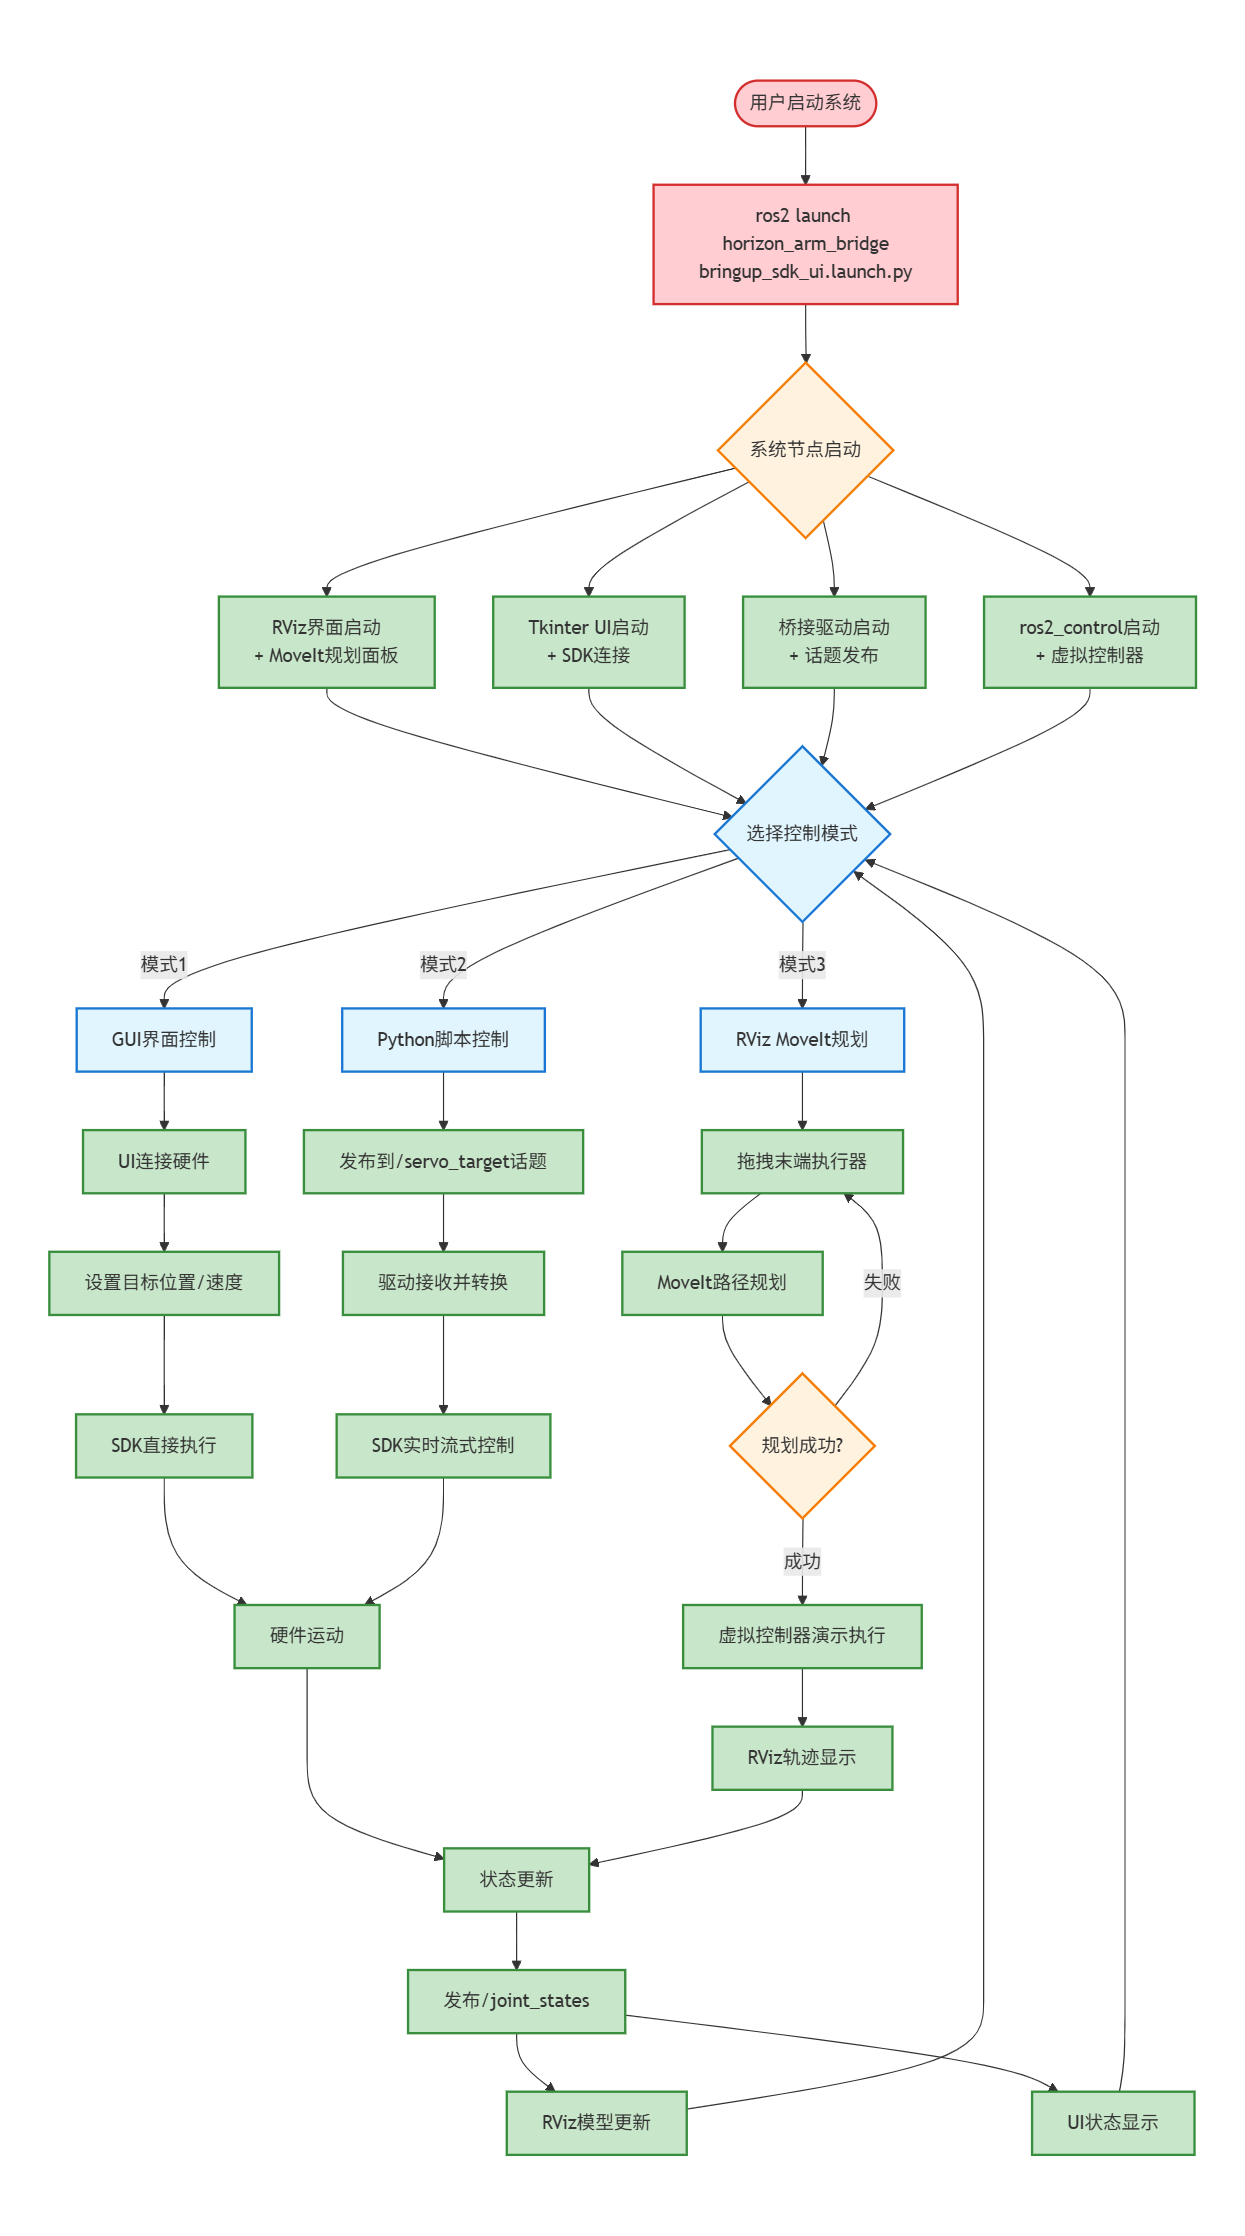 用户启动系统
ros2 launch
horizon_arm_bridge
bringup_sdk_ui.launch.py
系统节点启动
RViz界面启动
+ MoveIt规划面板
Tkinter UI启动
+ SDK连接
桥接驱动启动
+ 话题发布
ros2_control启动
+ 虚拟控制器
选择控制模式
模式1
模式2
模式3
GUI界面控制
Python脚本控制
RViz MoveIt规划
UI连接硬件
发布到/servo_target话题
拖拽末端执行器
设置目标位置/速度
驱动接收并转换
MoveIt路径规划
失败
SDK直接执行
SDK实时流式控制
规划成功?
成功
硬件运动
虚拟控制器演示执行
RViz轨迹显示
状态更新
发布/joint_states
RViz模型更新
UI状态显示